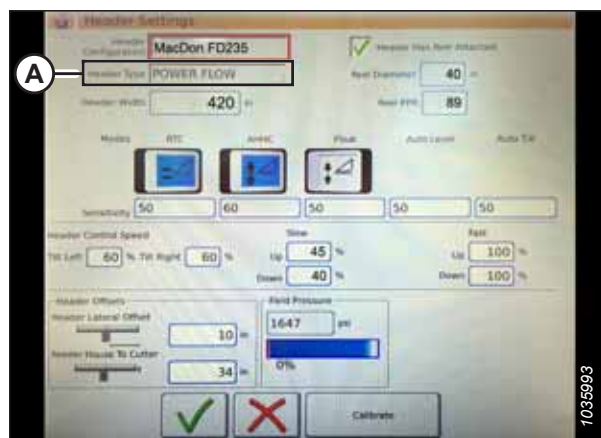 Header Settings
Header Configuration MacDon FD235 Header Has Reel Attached
A Header Type POWER FLOW Reel Diameter 40 in
Header Width 420 in Reel PPR 89
Modes RTC AHHC Float Auto Level Auto Tilt
Sensitivity 50 60 50 50 50
Header Control Speed Slow Fast
Tilt Left 60 % Tilt Right 60 % Up 45 % Up 100 %
Down 40 % Down 100 %
Header Offsets Field Pressure
Header Lateral Offset 1647 psi
10 in
Header House To Cutter 0%
34 in
Calibrate
1035993